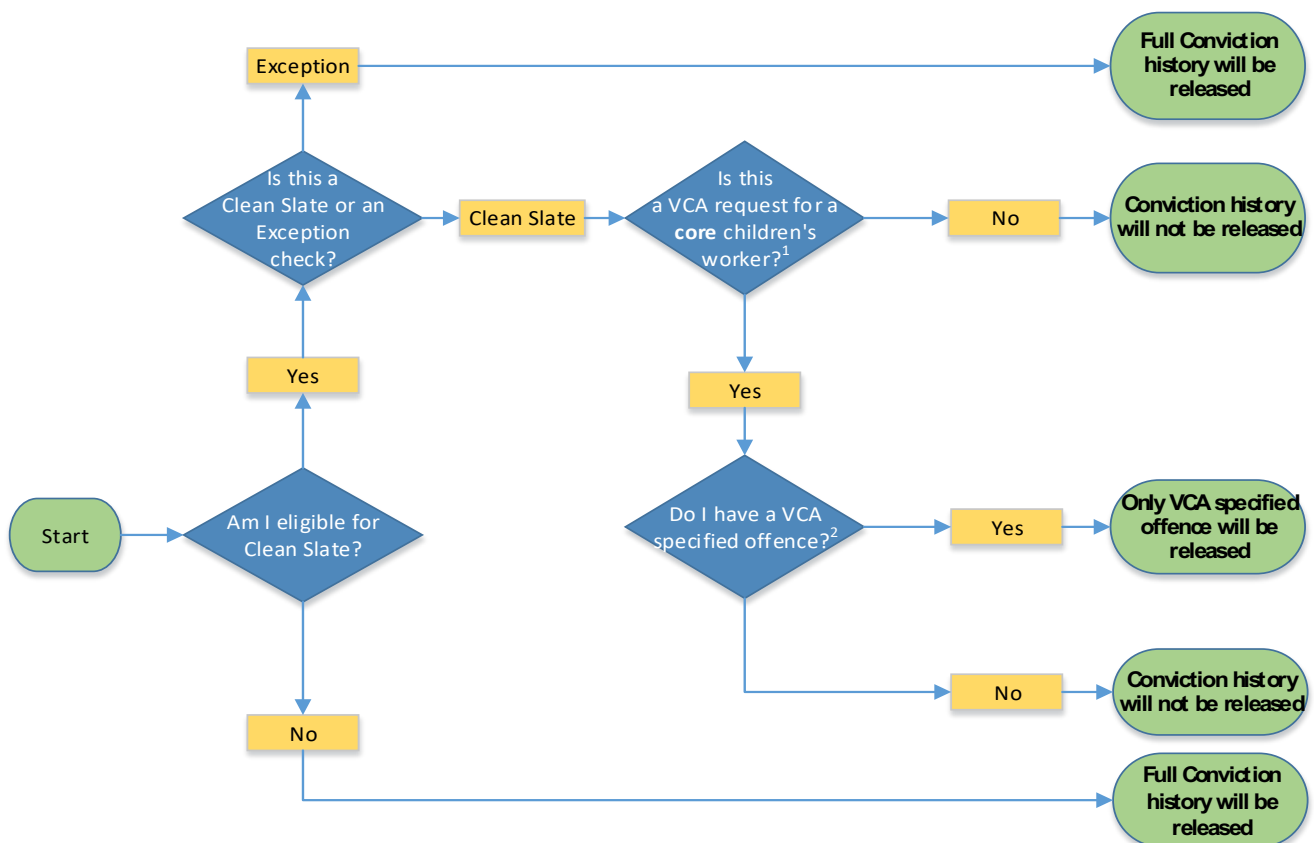 Exception
Full Conviction
history will be
released
Is this a
Clean Slate or an
Exception
check?
Clean Slate
Is this
a VCA request for a
core children's
worker?1
No
Conviction history
will not be released
Yes
Yes
Start
Am I eligible for
Clean Slate?
Do I have a VCA
specified offence?2
Yes
Only VCA specified
offence will be
released
No
Conviction history
will not be released
No
Full Conviction
history will be
released